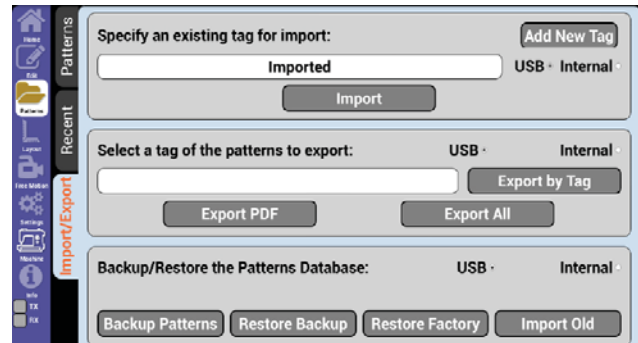 Home
Edit
Patterns
Layout
Free Motion
Settings
Machine
Info
TX
RX
Patterns
Recent
Import/Export
Specify an existing tag for import:
Add New Tag
Imported
USB
Internal
Import
Select a tag of the patterns to export:
USB
Internal
Export by Tag
Export PDF
Export All
Backup/Restore the Patterns Database:
USB
Internal
Backup Patterns
Restore Backup
Restore Factory
Import Old